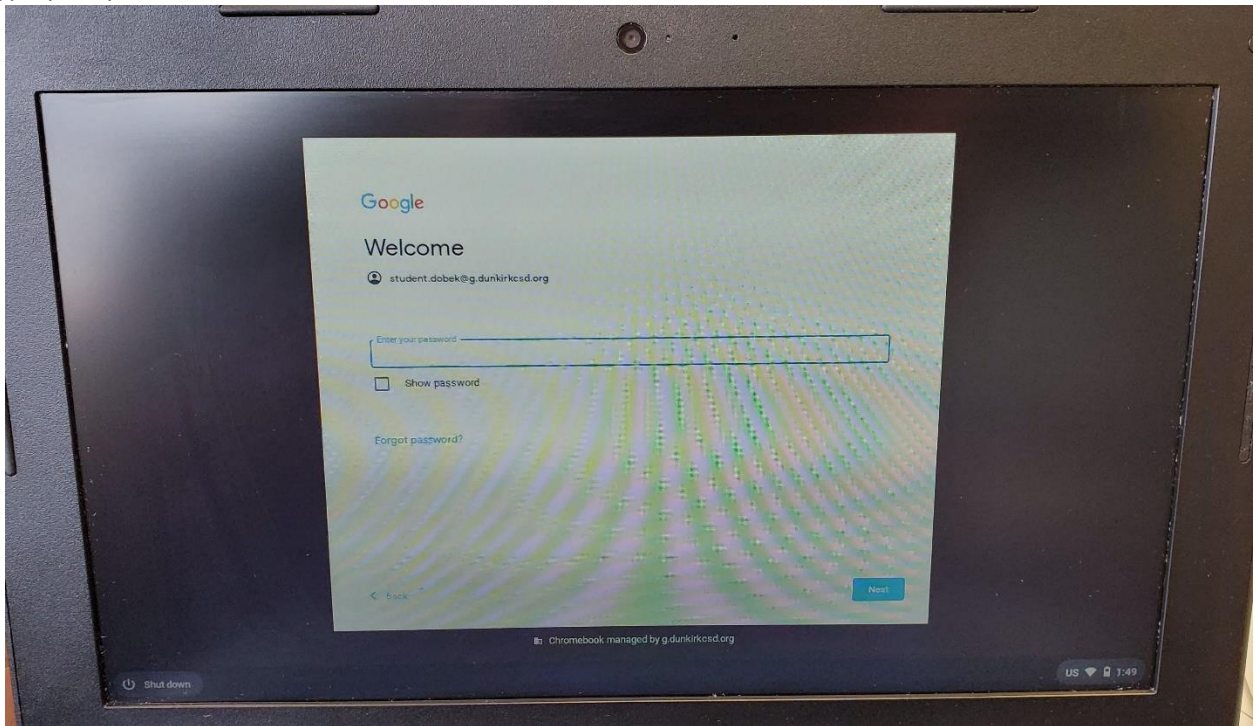 Google
Welcome
student.dobek@g.dunkirkcsd.org
Enter your password
Show password
Forgot password?
Back
Next
Chromebook managed by g.dunkirkcsd.org
Shut down
US 1:49